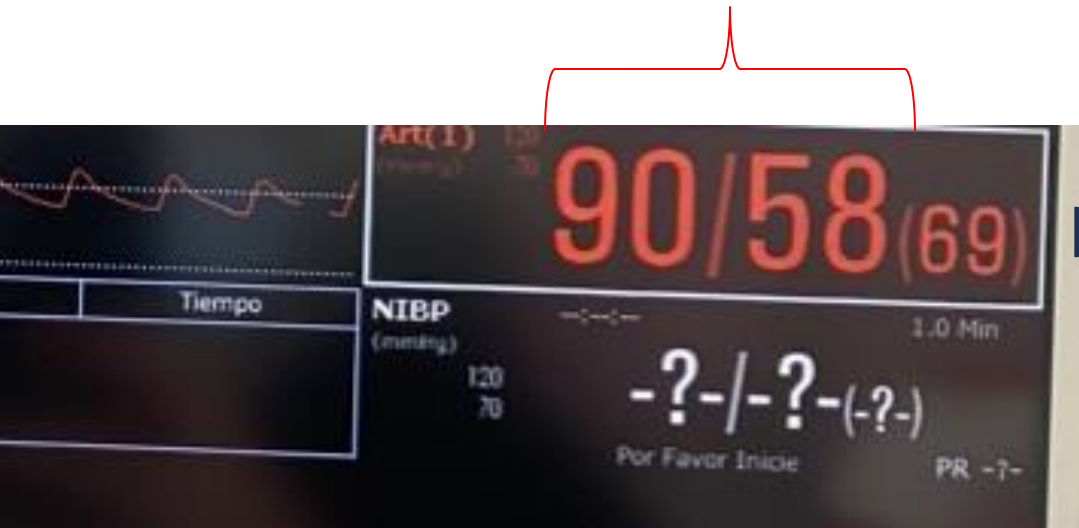 Art(1) 120
(mmHg) 70
90/58(69)
Tiempo
NIBP --:--:-- 1.0 Min
(mmHg)
120
70
-?-/-?-(-?-)
Por Favor Inicie
PR -?-